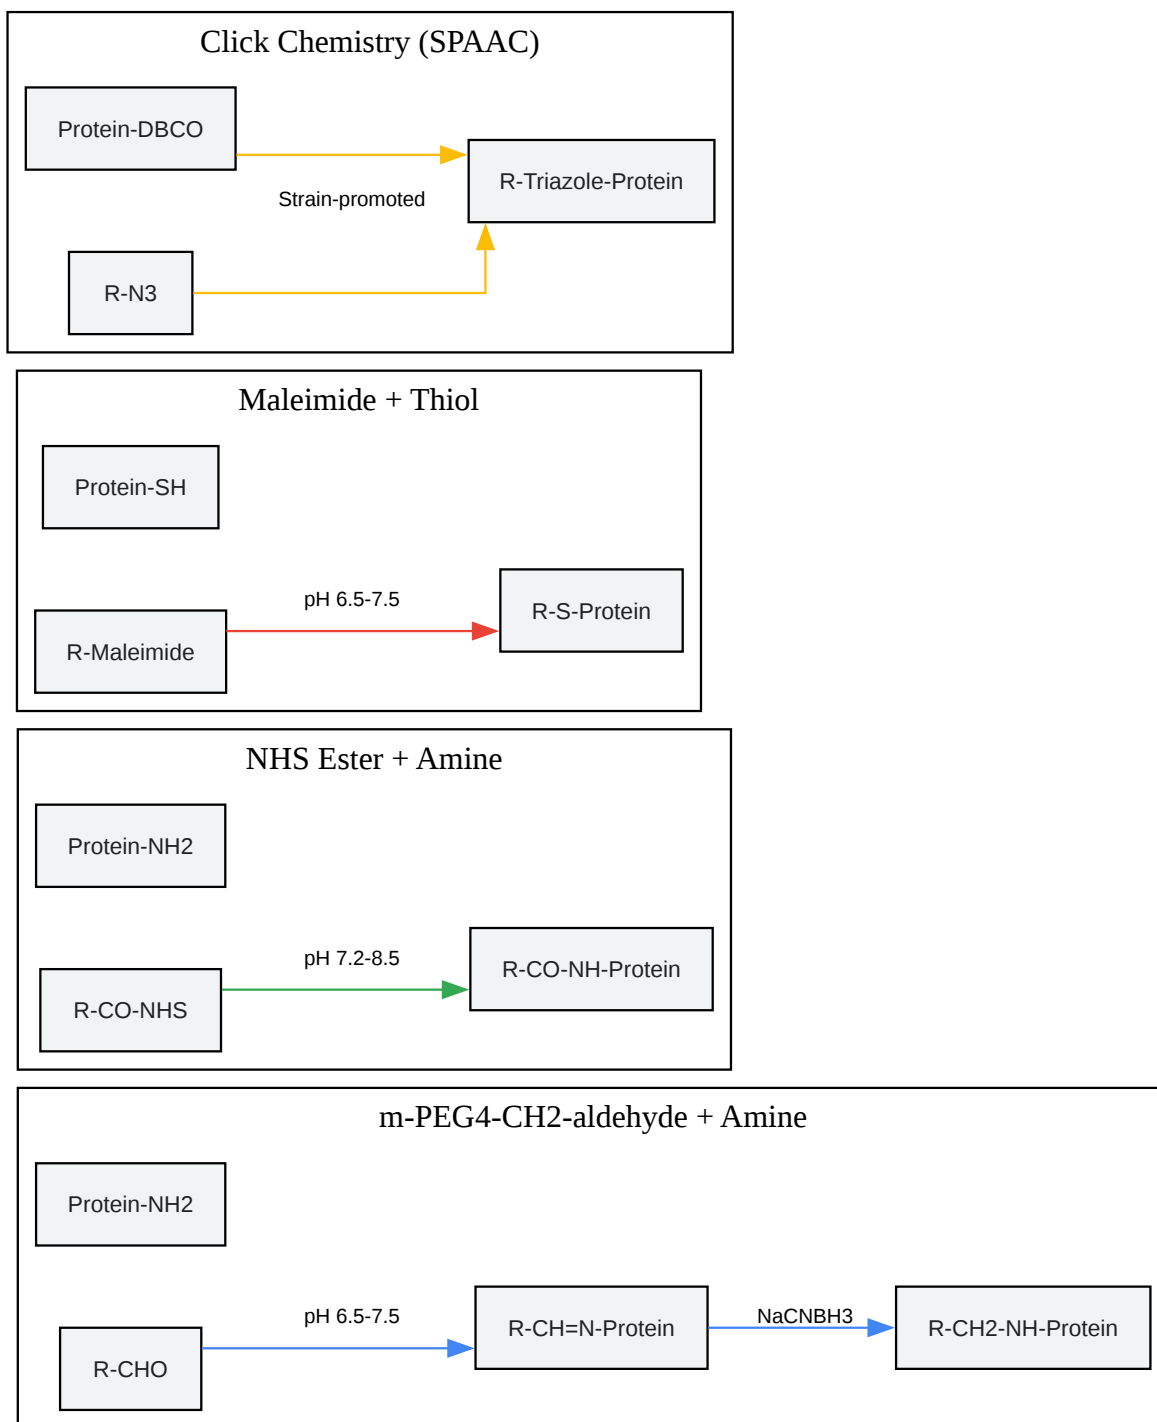 Click Chemistry (SPAAC)
Protein-DBCO
R-Triazole-Protein
Strain-promoted
R-N3
Maleimide + Thiol
Protein-SH
pH 6.5-7.5
R-S-Protein
R-Maleimide
NHS Ester + Amine
Protein-NH2
pH 7.2-8.5
R-CO-NH-Protein
R-CO-NHS
m-PEG4-CH2-aldehyde + Amine
Protein-NH2
pH 6.5-7.5
R-CH=N-Protein
NaCNBH3
R-CH2-NH-Protein
R-CHO